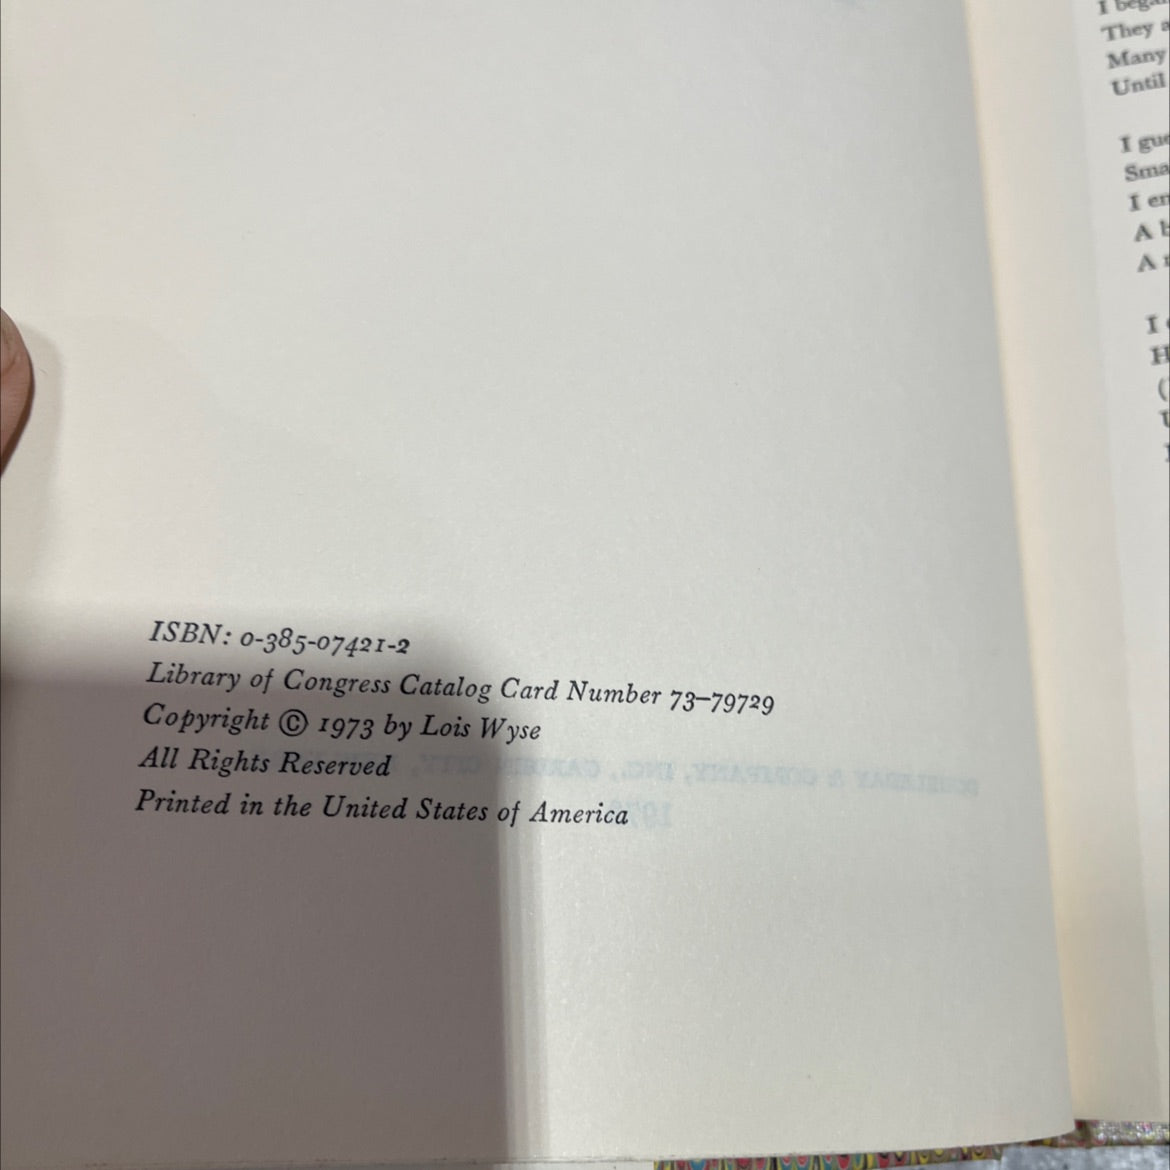 I
They
Many
Until
I
I
A
A
I
ISBN: 0-385-07421-2
Library of Congress Catalog Card Number 73–79729
Copyright © 1973 by Lois Wyse
All Rights Reserved
Printed in the United States of America